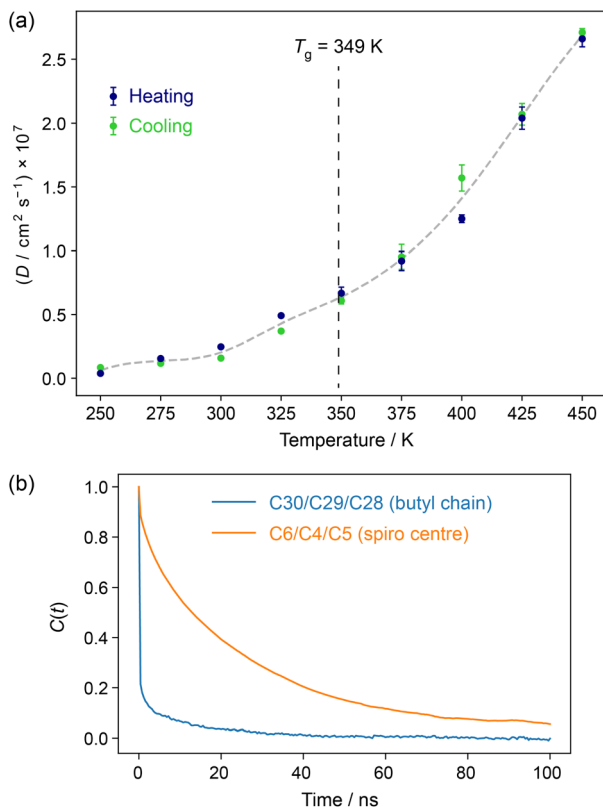 (a)
T_g = 349 K
Heating
Cooling
(D / cm² s⁻¹) × 10⁷
2.5
2.0
1.5
1.0
0.5
0.0
250 275 300 325 350 375 400 425 450
Temperature / K
(b)
C30/C29/C28 (butyl chain)
C6/C4/C5 (spiro centre)
C(t)
1.0
0.8
0.6
0.4
0.2
0.0
0 20 40 60 80 100
Time / ns